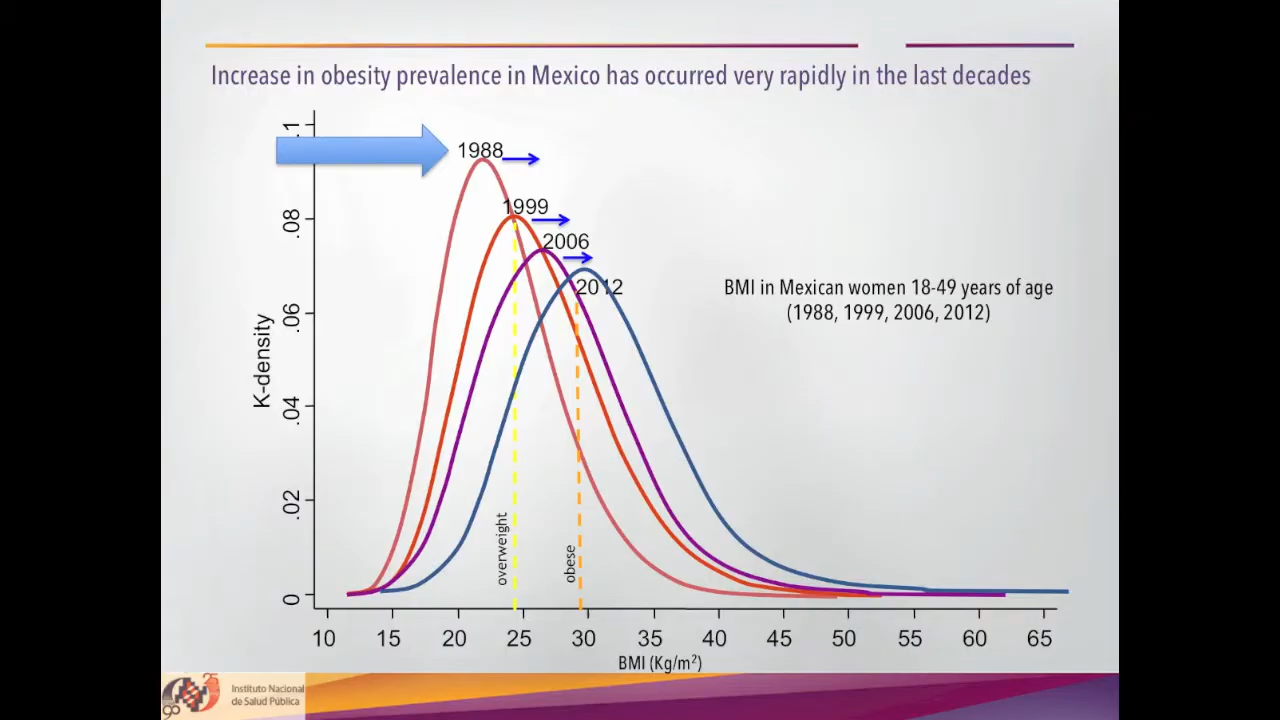 Increase in obesity prevalence in Mexico has occurred very rapidly in the last decades
.1
.08
.06
.04
.02
0
K-density
1988
1999
2006
2012
overweight
obese
BMI in Mexican women 18-49 years of age
(1988, 1999, 2006, 2012)
10 15 20 25 30 35 40 45 50 55 60 65
BMI (Kg/m²)
Instituto Nacional
de Salud Pública